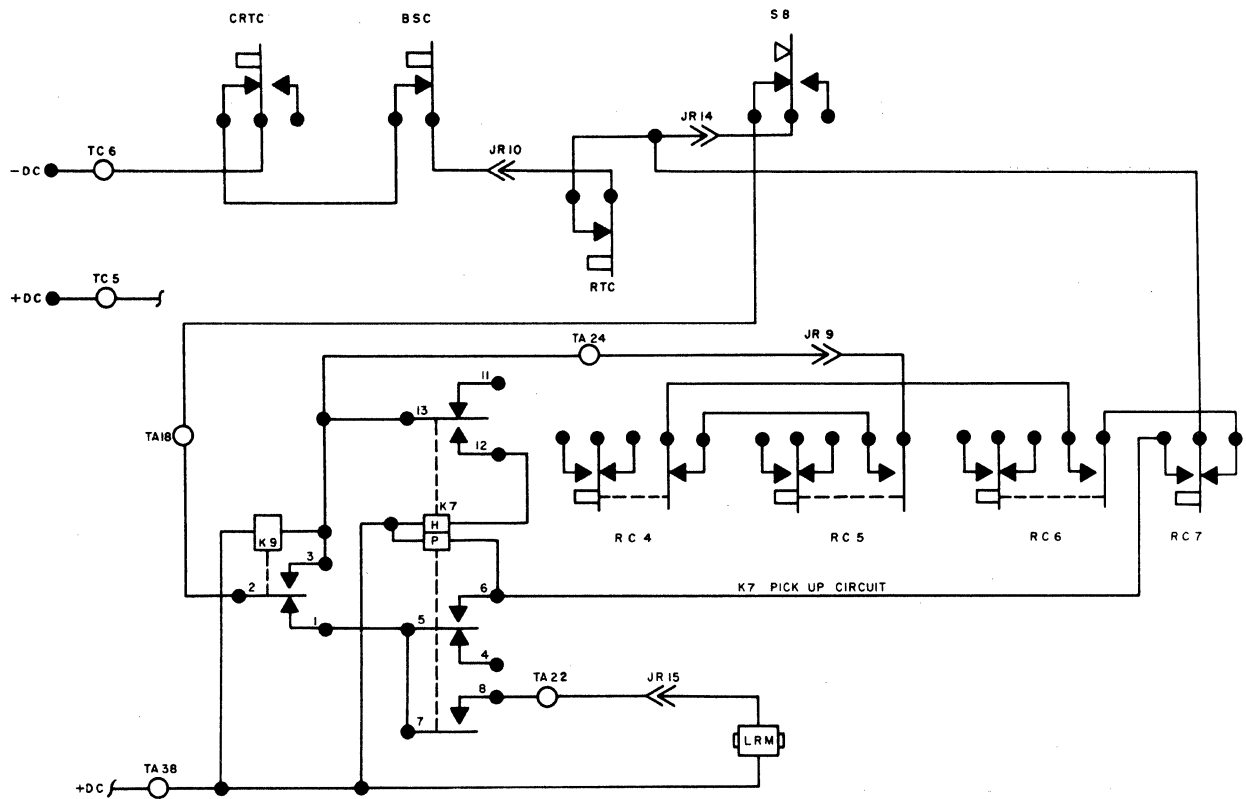 CRTC
BSC
S8
TC6
-DC
JR10
JR14
RTC
TC5
+DC
TA24
JR9
11
13
12
TA18
K7
H
P
K9
3
2
6
1
5
4
8
7
RC4
RC5
RC6
RC7
K7 PICK UP CIRCUIT
TA22
JR15
LRM
TA38
+DC